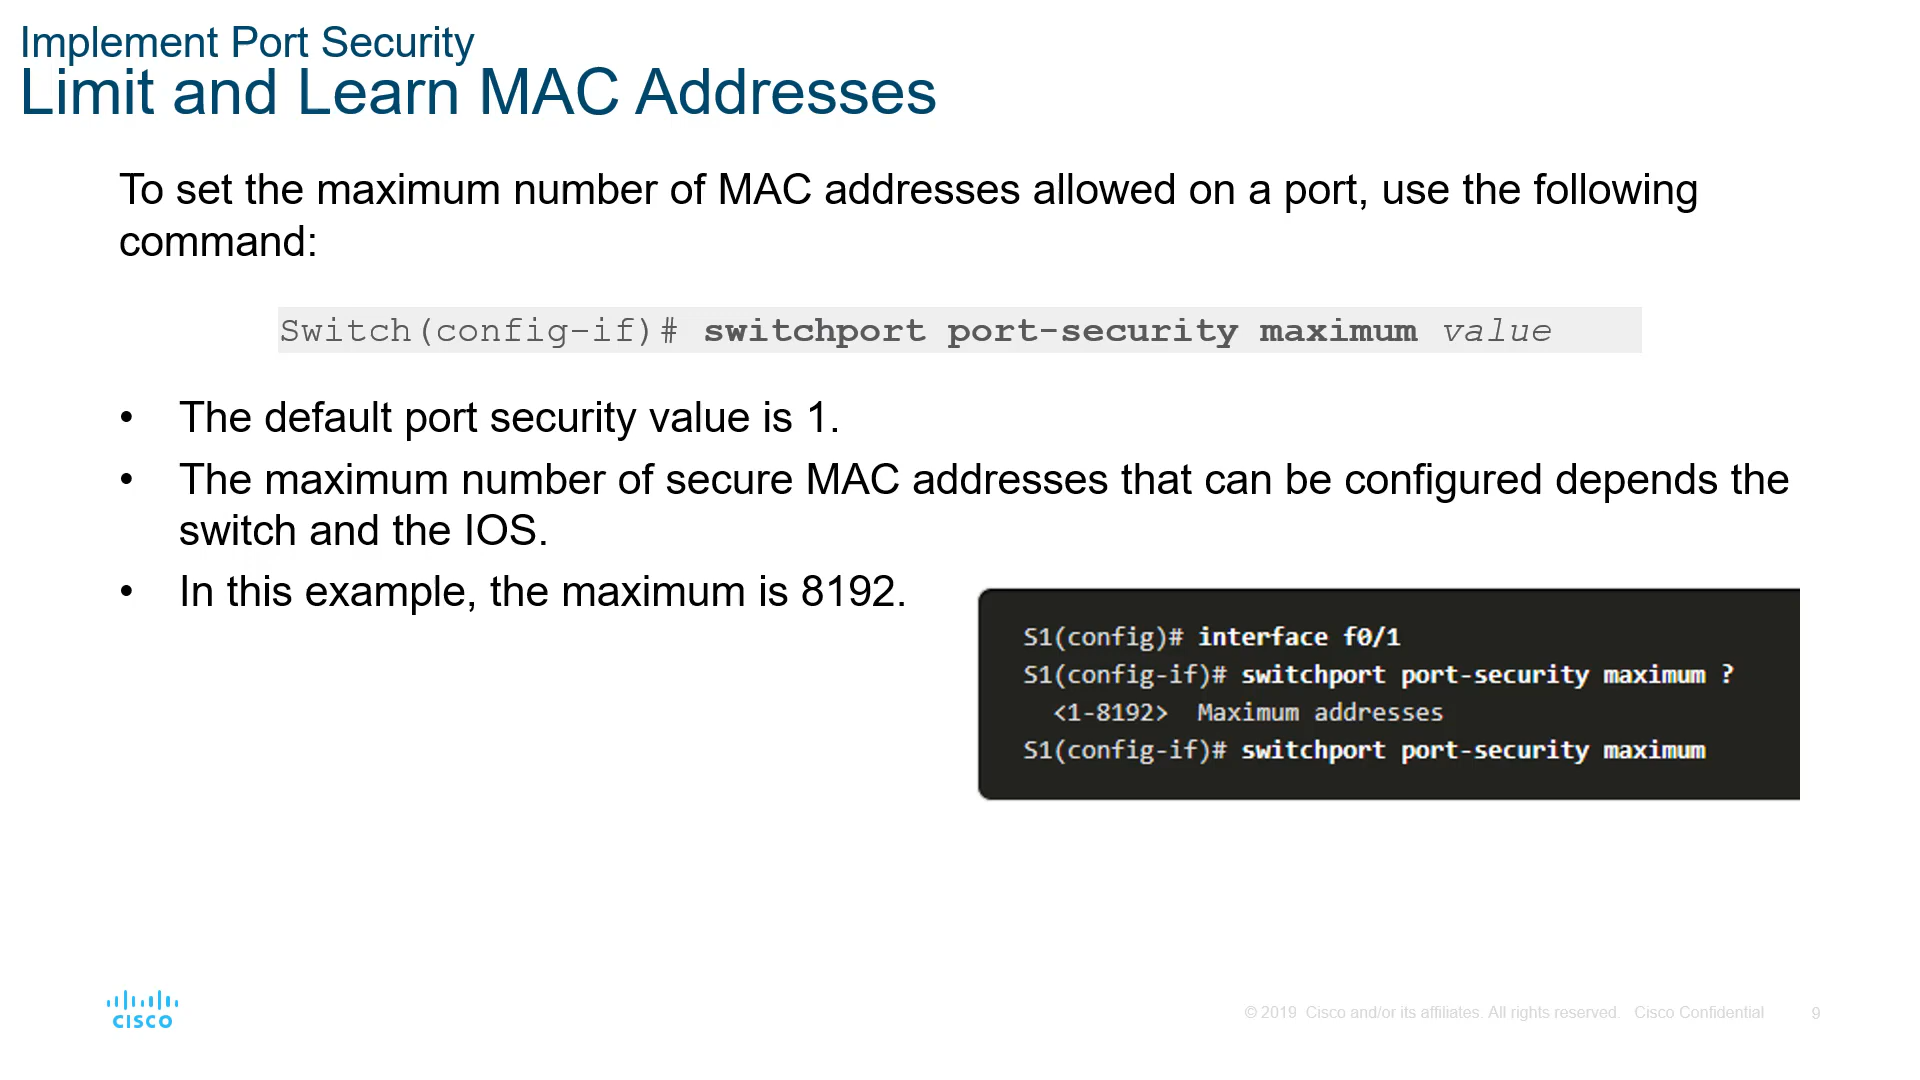 Implement Port Security
Limit and Learn MAC Addresses
To set the maximum number of MAC addresses allowed on a port, use the following
command:
Switch(config-if)# switchport port-security maximum value
• The default port security value is 1.
• The maximum number of secure MAC addresses that can be configured depends the
switch and the IOS.
• In this example, the maximum is 8192.
S1(config)# interface f0/1
S1(config-if)# switchport port-security maximum ?
  <1-8192>  Maximum addresses
S1(config-if)# switchport port-security maximum
CISCO
© 2019 Cisco and/or its affiliates. All rights reserved. Cisco Confidential 9